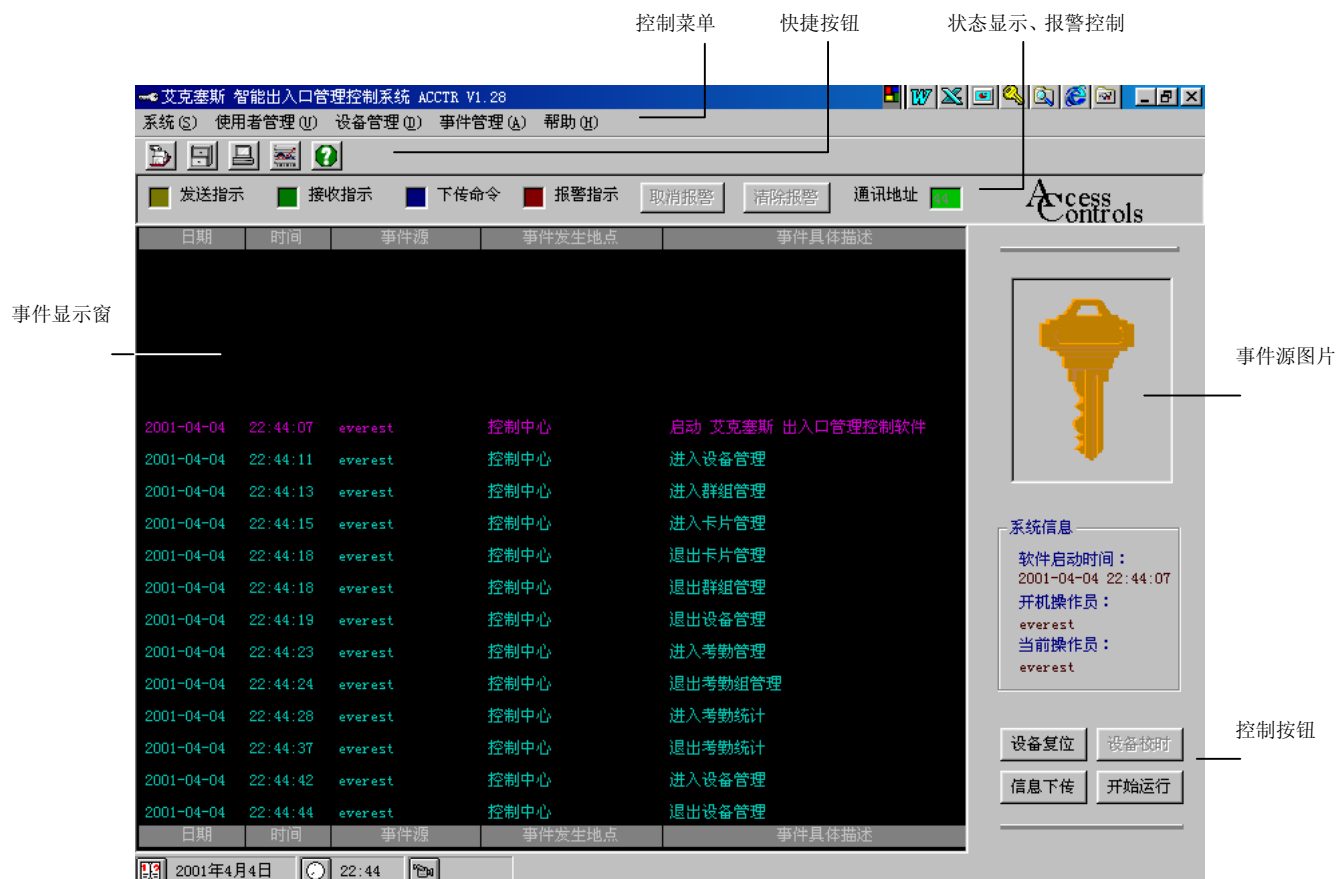 控制菜单 快捷按钮 状态显示、报警控制
艾克塞斯 智能出入口管理控制系统 ACCTR V1.28
系统(S) 使用者管理(U) 设备管理(D) 事件管理(A) 帮助(H)
发送指示 接收指示 下传命令 报警指示 取消报警 清除报警 通讯地址 44
Access
Controls
日期 时间 事件源 事件发生地点 事件具体描述
事件显示窗
事件源图片
2001-04-04 22:44:07 everest 控制中心 启动 艾克塞斯 出入口管理控制软件
2001-04-04 22:44:11 everest 控制中心 进入设备管理
2001-04-04 22:44:13 everest 控制中心 进入群组管理
2001-04-04 22:44:15 everest 控制中心 进入卡片管理
2001-04-04 22:44:18 everest 控制中心 退出卡片管理
2001-04-04 22:44:18 everest 控制中心 退出群组管理
2001-04-04 22:44:19 everest 控制中心 退出设备管理
2001-04-04 22:44:23 everest 控制中心 进入考勤管理
2001-04-04 22:44:24 everest 控制中心 退出考勤组管理
2001-04-04 22:44:28 everest 控制中心 进入考勤统计
2001-04-04 22:44:37 everest 控制中心 退出考勤统计
2001-04-04 22:44:42 everest 控制中心 进入设备管理
2001-04-04 22:44:44 everest 控制中心 退出设备管理
日期 时间 事件源 事件发生地点 事件具体描述
系统信息
软件启动时间：
2001-04-04 22:44:07
开机操作员：
everest
当前操作员：
everest
控制按钮
设备复位 设备校时
信息下传 开始运行
2001年4月4日 22:44